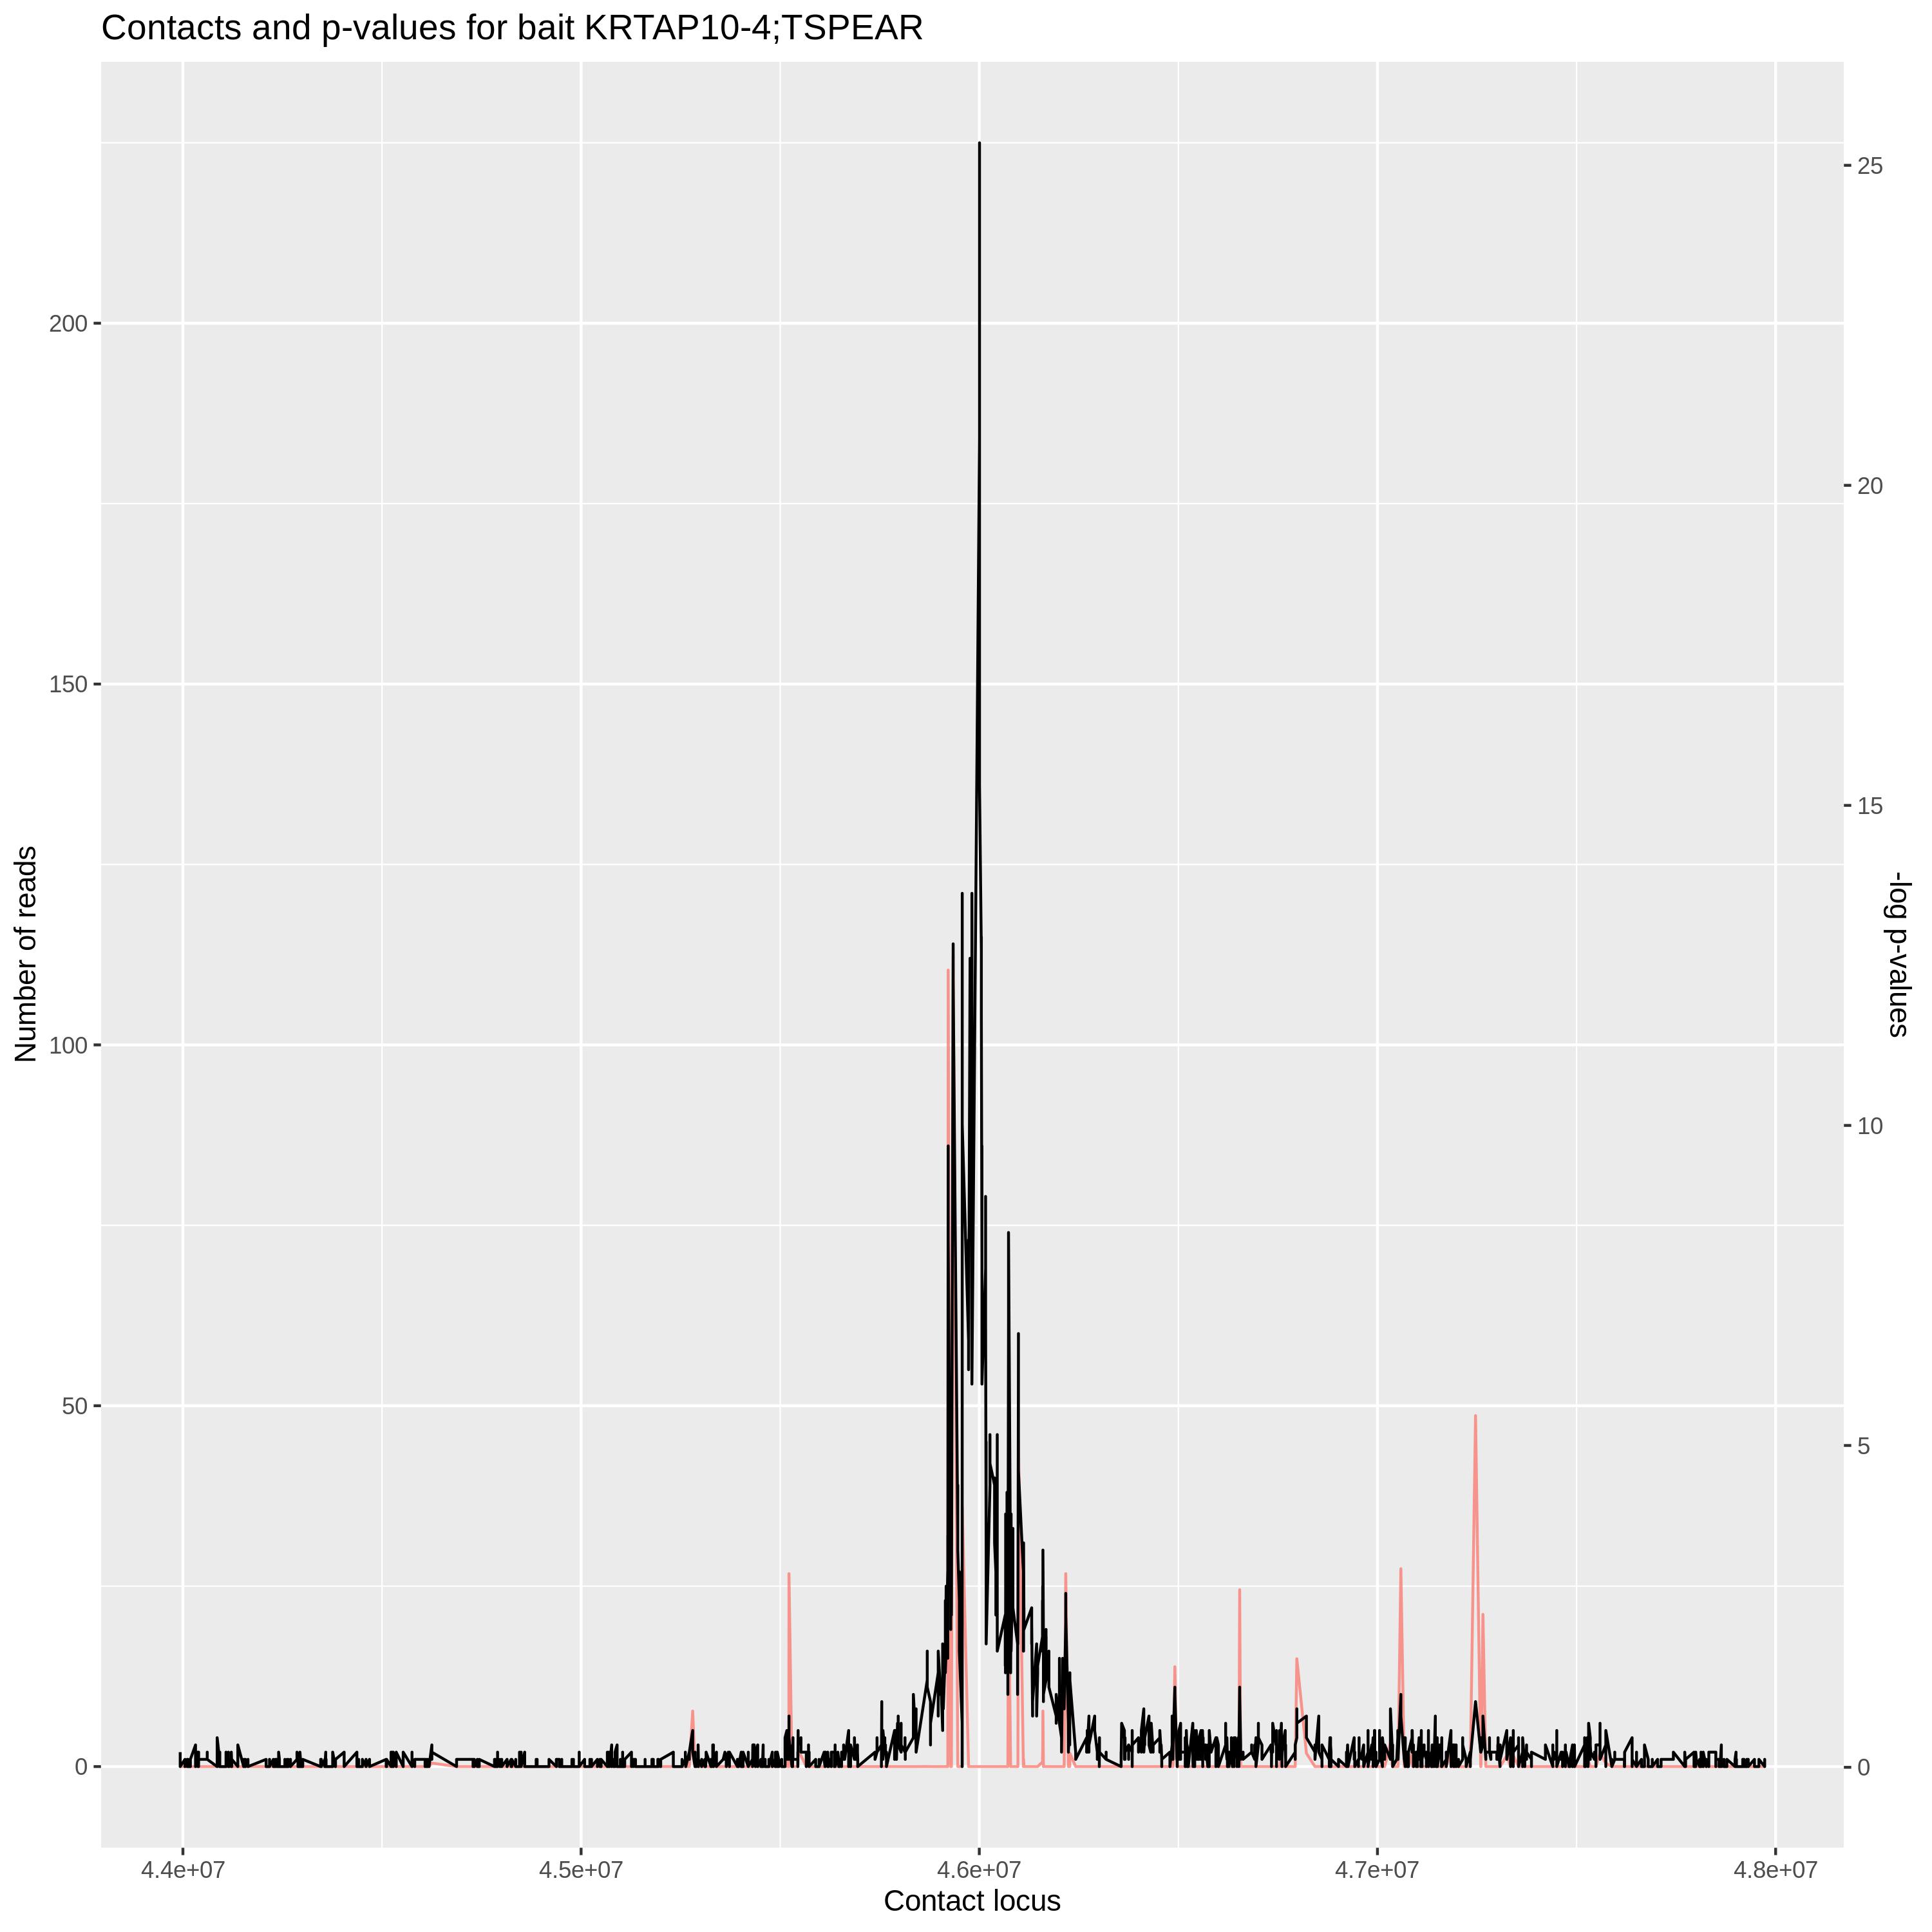 Contacts and p-values for bait KRTAP10-4;TSPEAR
Number of reads
200
150
100
50
0
25
20
15
10
5
0
-log p-values
4.4e+07
4.5e+07
4.6e+07
4.7e+07
4.8e+07
Contact locus